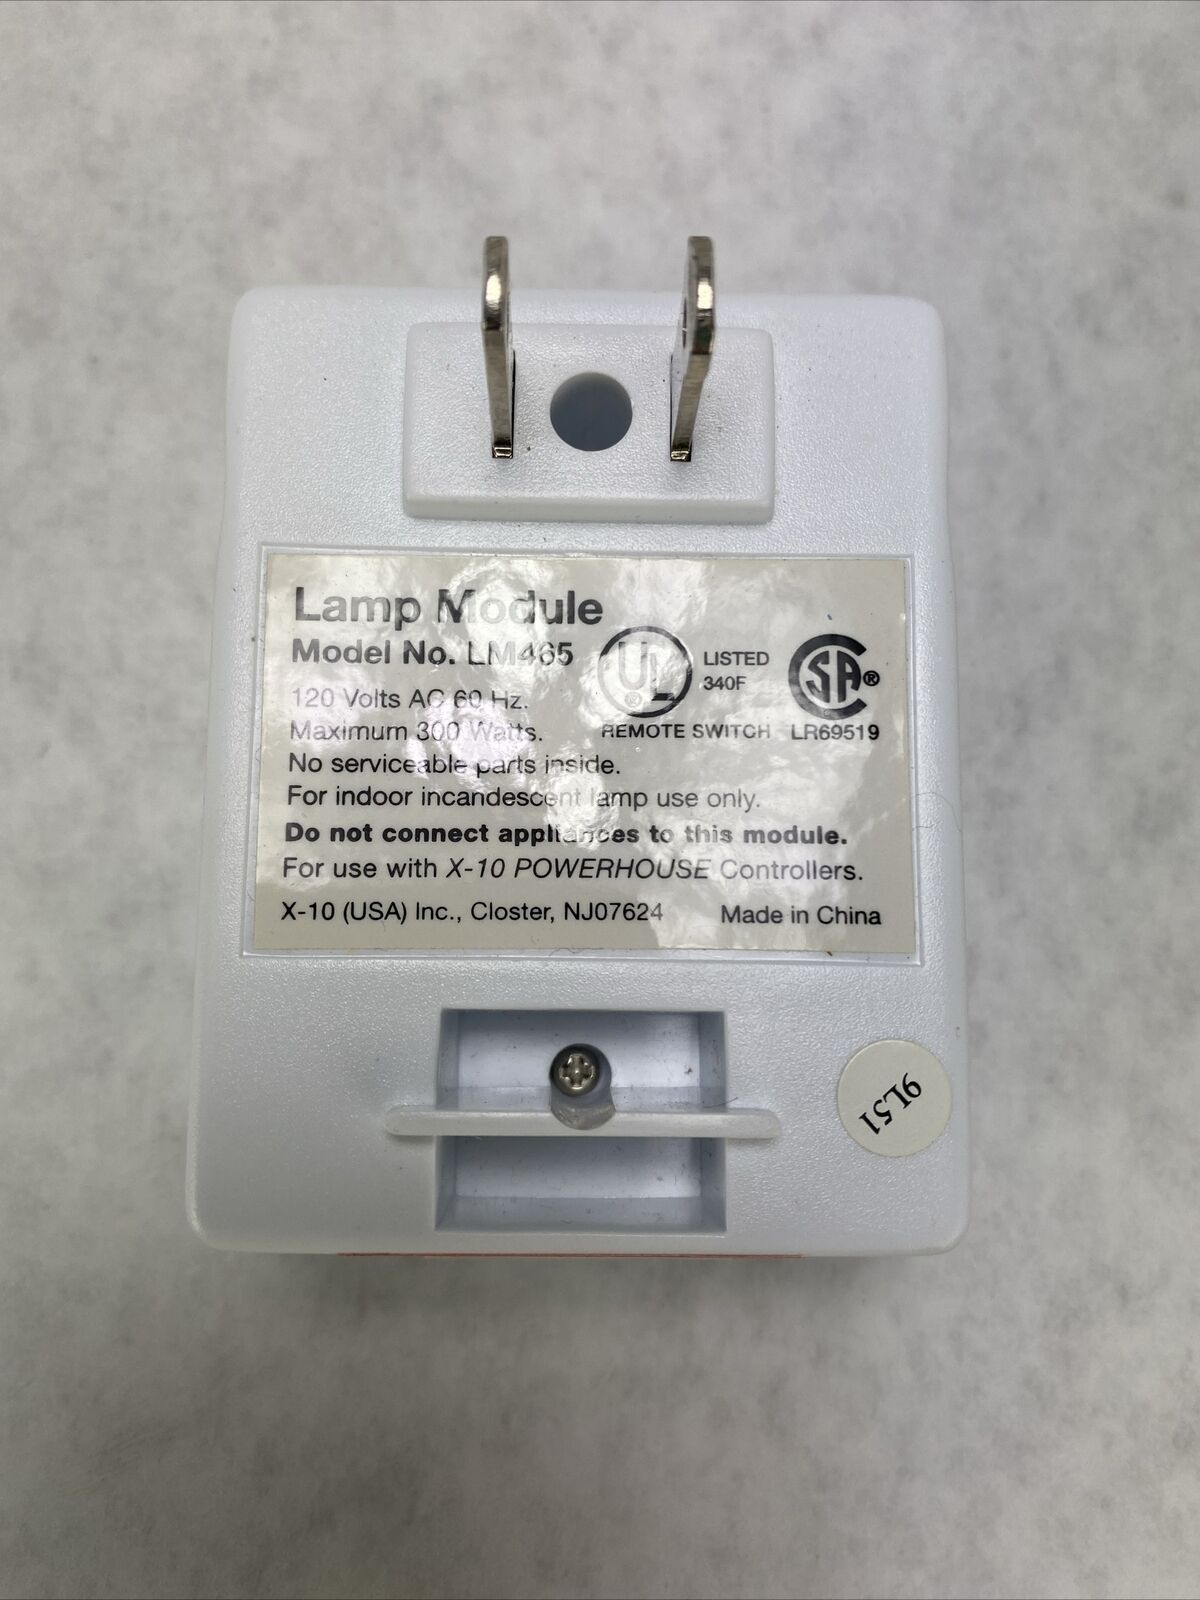 Lamp Module
Model No. LM465
UL ®
LISTED
340F
SA ®
120 Volts AC 60 Hz.
Maximum 300 Watts.
REMOTE SWITCH LR69519
No serviceable parts inside.
For indoor incandescent lamp use only.
Do not connect appliances to this module.
For use with X-10 POWERHOUSE Controllers.
X-10 (USA) Inc., Closter, NJ07624 Made in China
9L51